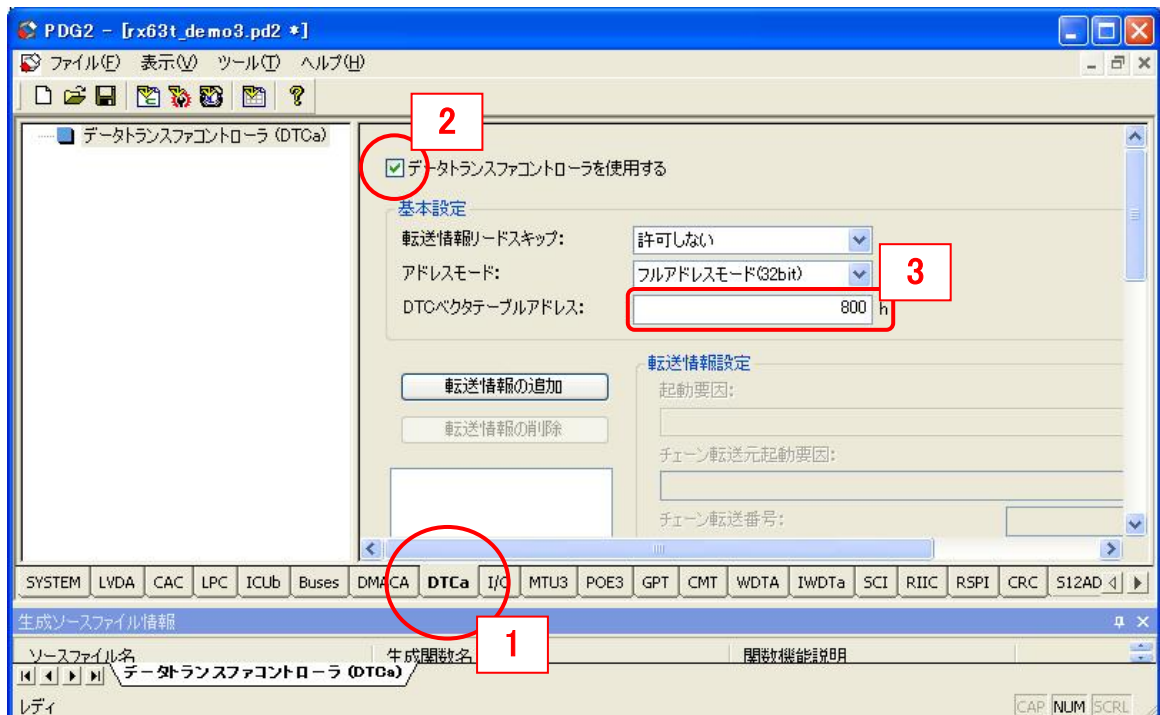 PDG2 - [rx63t_demo3.pd2 *]
ファイル(F) 表示(V) ツール(T) ヘルプ(H)
データトランスファコントローラ (DTCa)
2
データトランスファコントローラを使用する
基本設定
転送情報リードスキップ: 許可しない
アドレスモード: フルアドレスモード(32bit)
3
DTCベクタテーブルアドレス: 800 h
転送情報の追加
転送情報の削除
転送情報設定
起動要因:
チェーン転送元起動要因:
チェーン転送番号:
SYSTEM LVDA CAC LPC ICUb Buses DMACA DTCa I/O MTU3 POE3 GPT CMT WDTA IWDTa SCI RIIC RSPI CRC S12AD
1
生成ソースファイル情報
ソースファイル名 生成関数名 関数機能説明
データトランスファコントローラ (DTCa)
レディ CAP NUM SCRL